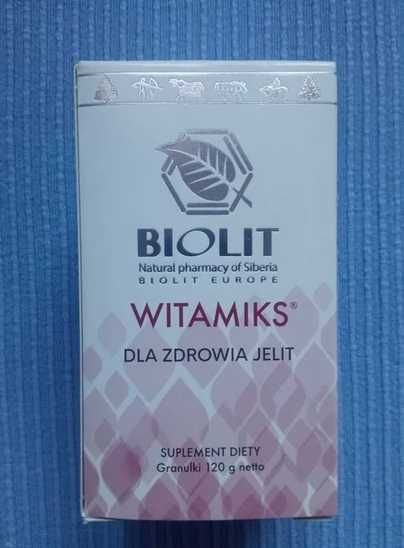 BIOLIT
Natural pharmacy of Siberia
BIOLIT EUROPE
WITAMIKS®
DLA ZDROWIA JELIT
SUPLEMENT DIETY
Granulki 120 g netto